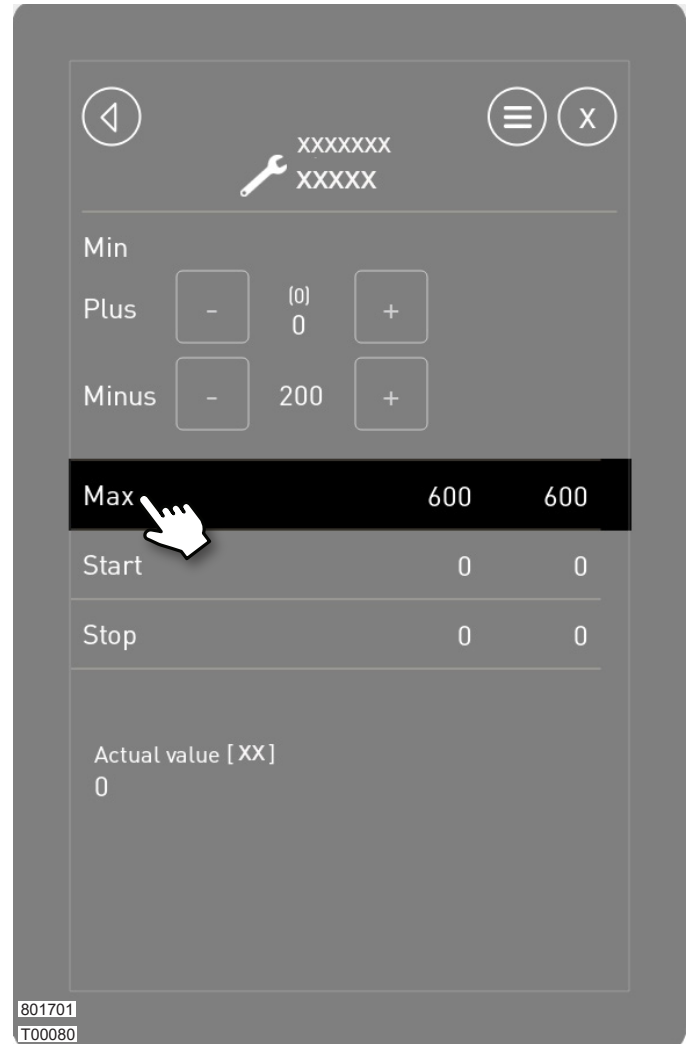 X
XXXXXXX
XXXXX
Min
Plus - (0) +
0
Minus - 200 +
Max 600 600
Start 0 0
Stop 0 0
Actual value [XX]
0
801701
T00080